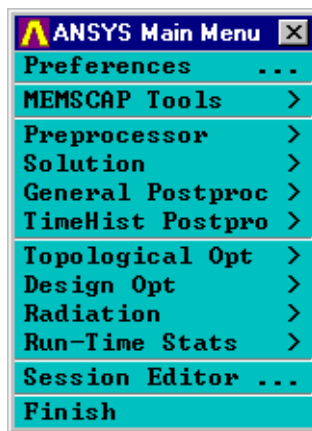 ANSYS Main Menu
Preferences ...
MEMSCAP Tools >
Preprocessor >
Solution >
General Postproc >
TimeHist Postpro >
Topological Opt >
Design Opt >
Radiation >
Run-Time Stats >
Session Editor ...
Finish